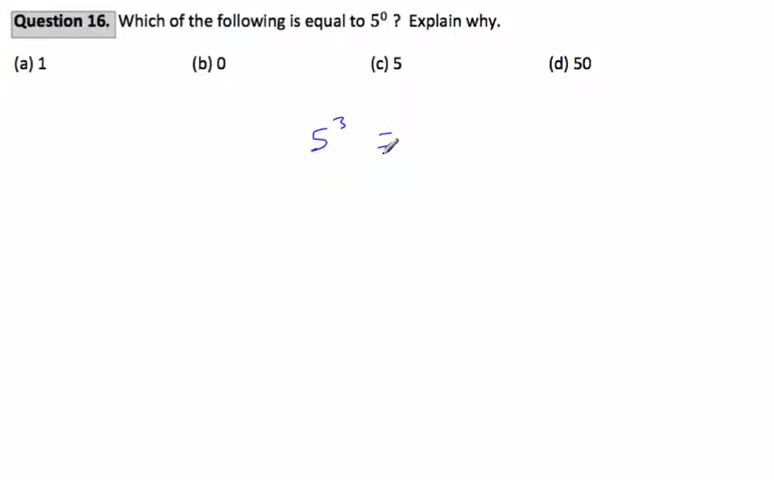 Question 16. Which of the following is equal to 5⁰ ? Explain why.
(a) 1 (b) 0 (c) 5 (d) 50
5³ =